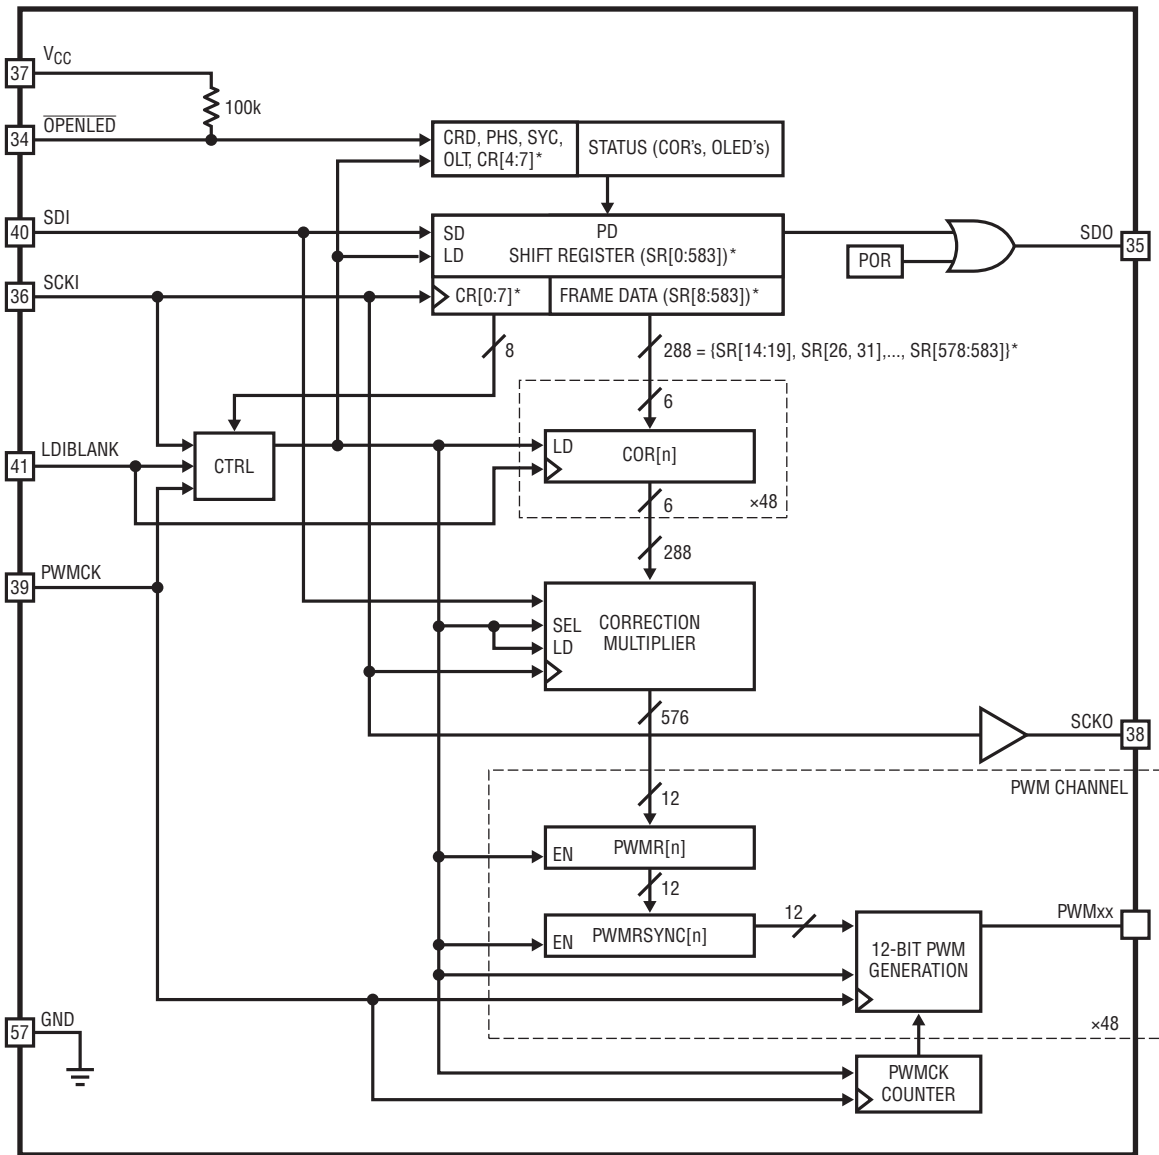 VCC
37
100k
OPENLED
34
CRD, PHS, SYC,
OLT, CR[4:7]*
STATUS (COR's, OLED's)
SDI
40
SD
LD
PD
SHIFT REGISTER (SR[0:583])*
SDO
35
POR
SCKI
36
CR[0:7]*
FRAME DATA (SR[8:583])*
8
288 = {SR[14:19], SR[26, 31],..., SR[578:583]}*
6
LDIBLANK
41
CTRL
LD
COR[n]
6
×48
288
PWMCK
39
SEL
LD
CORRECTION
MULTIPLIER
576
SCKO
38
PWM CHANNEL
12
EN
PWMR[n]
12
EN
PWMRSYNC[n]
12
12-BIT PWM
GENERATION
PWMxx
×48
GND
57
PWMCK
COUNTER